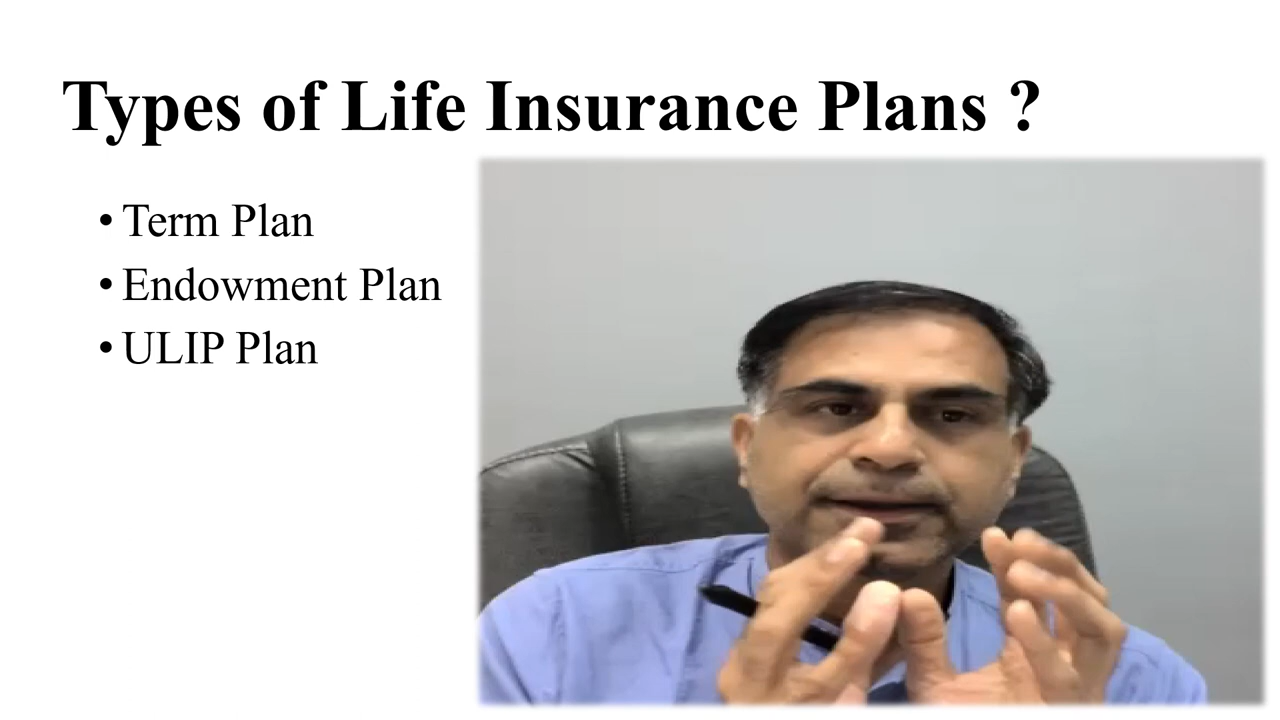 Types of Life Insurance Plans ?
• Term Plan
• Endowment Plan
• ULIP Plan